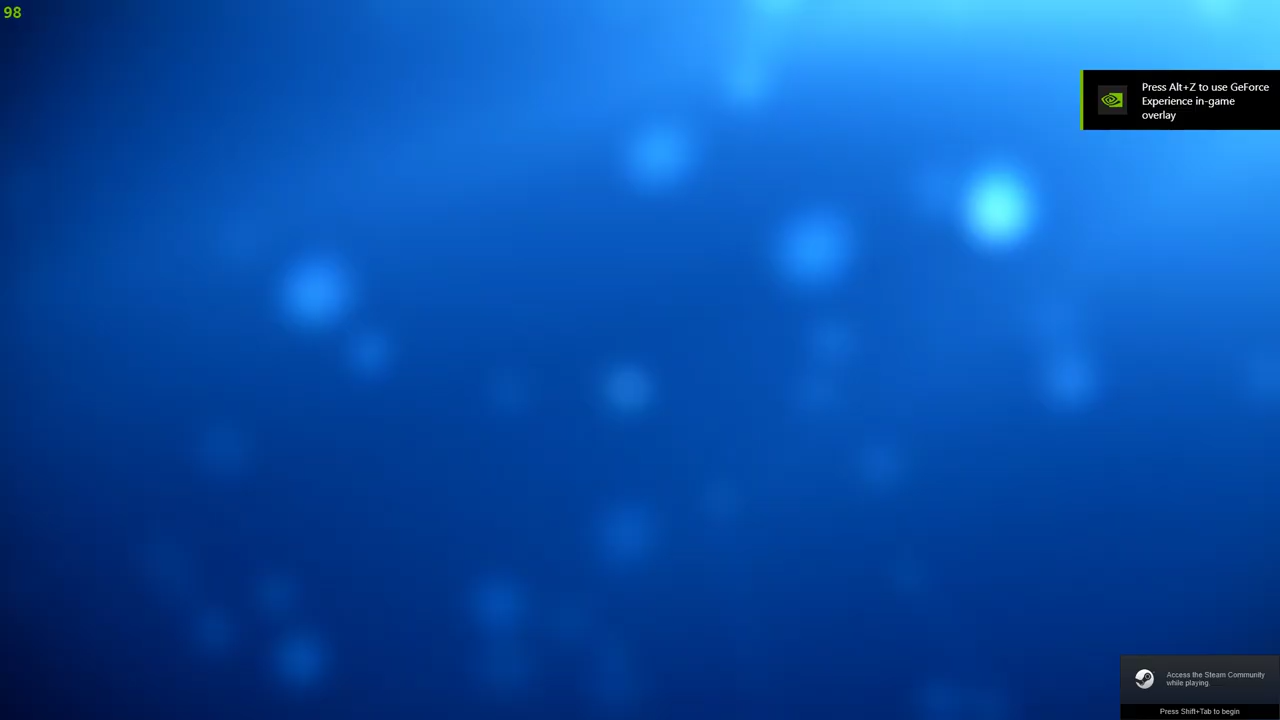 98
Press Alt+Z to use GeForce
Experience in-game
overlay
Access the Steam Community
while playing.
Press Shift+Tab to begin